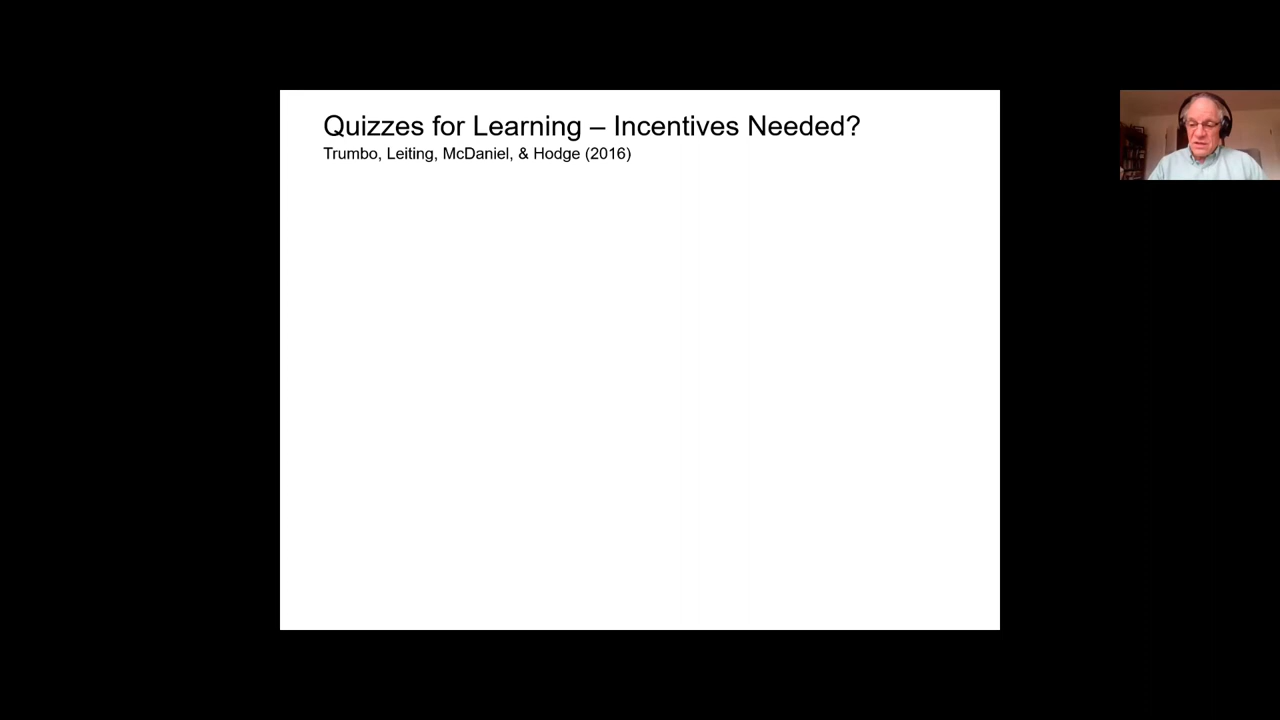 Quizzes for Learning – Incentives Needed?
Trumbo, Leiting, McDaniel, & Hodge (2016)